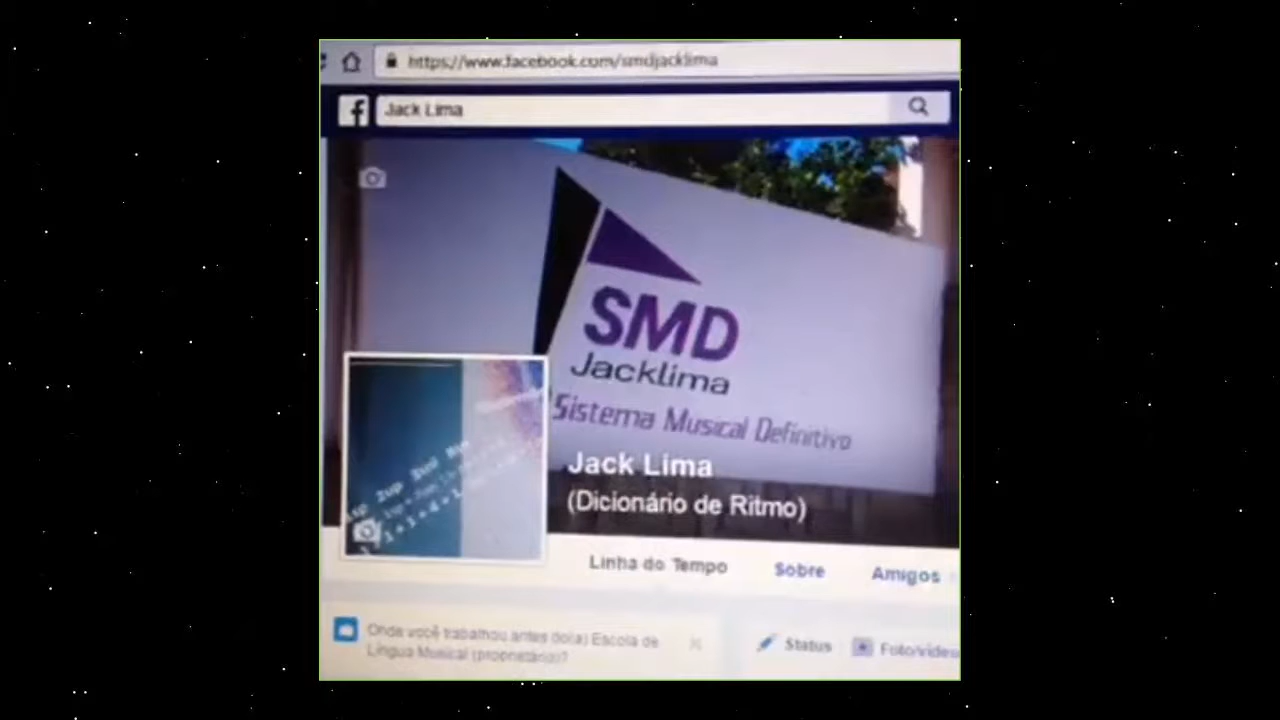 https://www.facebook.com/smdjacklima
Jack Lima
SMD
Jacklima
Sistema Musical Definitivo
Jack Lima
(Dicionário de Ritmo)
Linha do Tempo Sobre Amigos
Onde você trabalhou antes do(a) Escola de
Língua Musical (proprietário)?
Status Foto/vídeo